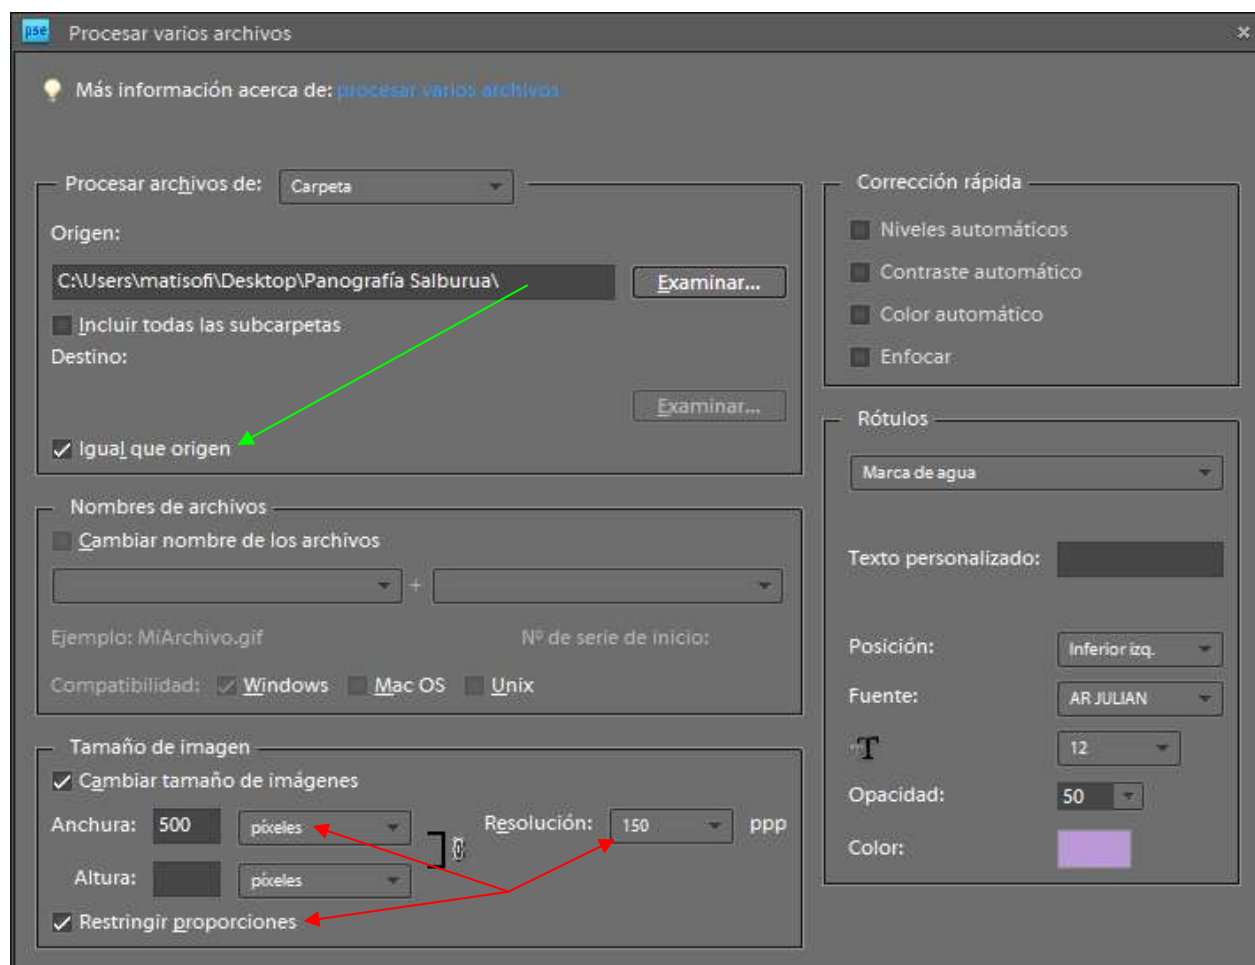 pse Procesar varios archivos
Más información acerca de: procesar varios archivos
Procesar archivos de: Carpeta
Origen:
C:\Users\matisofi\Desktop\Panografía Salburua\ Examinar...
Incluir todas las subcarpetas
Destino:
Examinar...
Igual que origen
Nombres de archivos
Cambiar nombre de los archivos
+
Ejemplo: MiArchivo.gif Nº de serie de inicio:
Compatibilidad: Windows Mac OS Unix
Tamaño de imagen
Cambiar tamaño de imágenes
Anchura: 500 píxeles Resolución: 150 ppp
Altura: píxeles
Restringir proporciones
Corrección rápida
Niveles automáticos
Contraste automático
Color automático
Enfocar
Rótulos
Marca de agua
Texto personalizado:
Posición: Inferior izq.
Fuente: AR JULIAN
T 12
Opacidad: 50
Color: